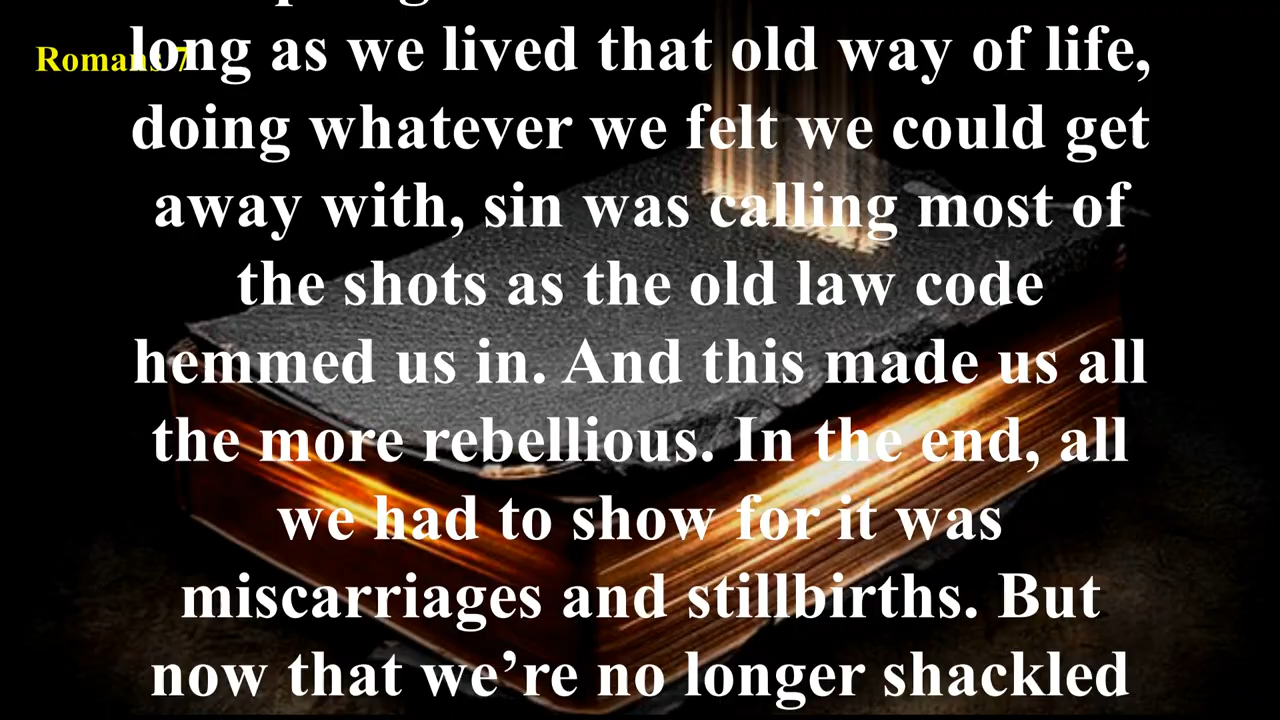 Romans 7
long as we lived that old way of life,
doing whatever we felt we could get
away with, sin was calling most of
the shots as the old law code
hemmed us in. And this made us all
the more rebellious. In the end, all
we had to show for it was
miscarriages and stillbirths. But
now that we’re no longer shackled